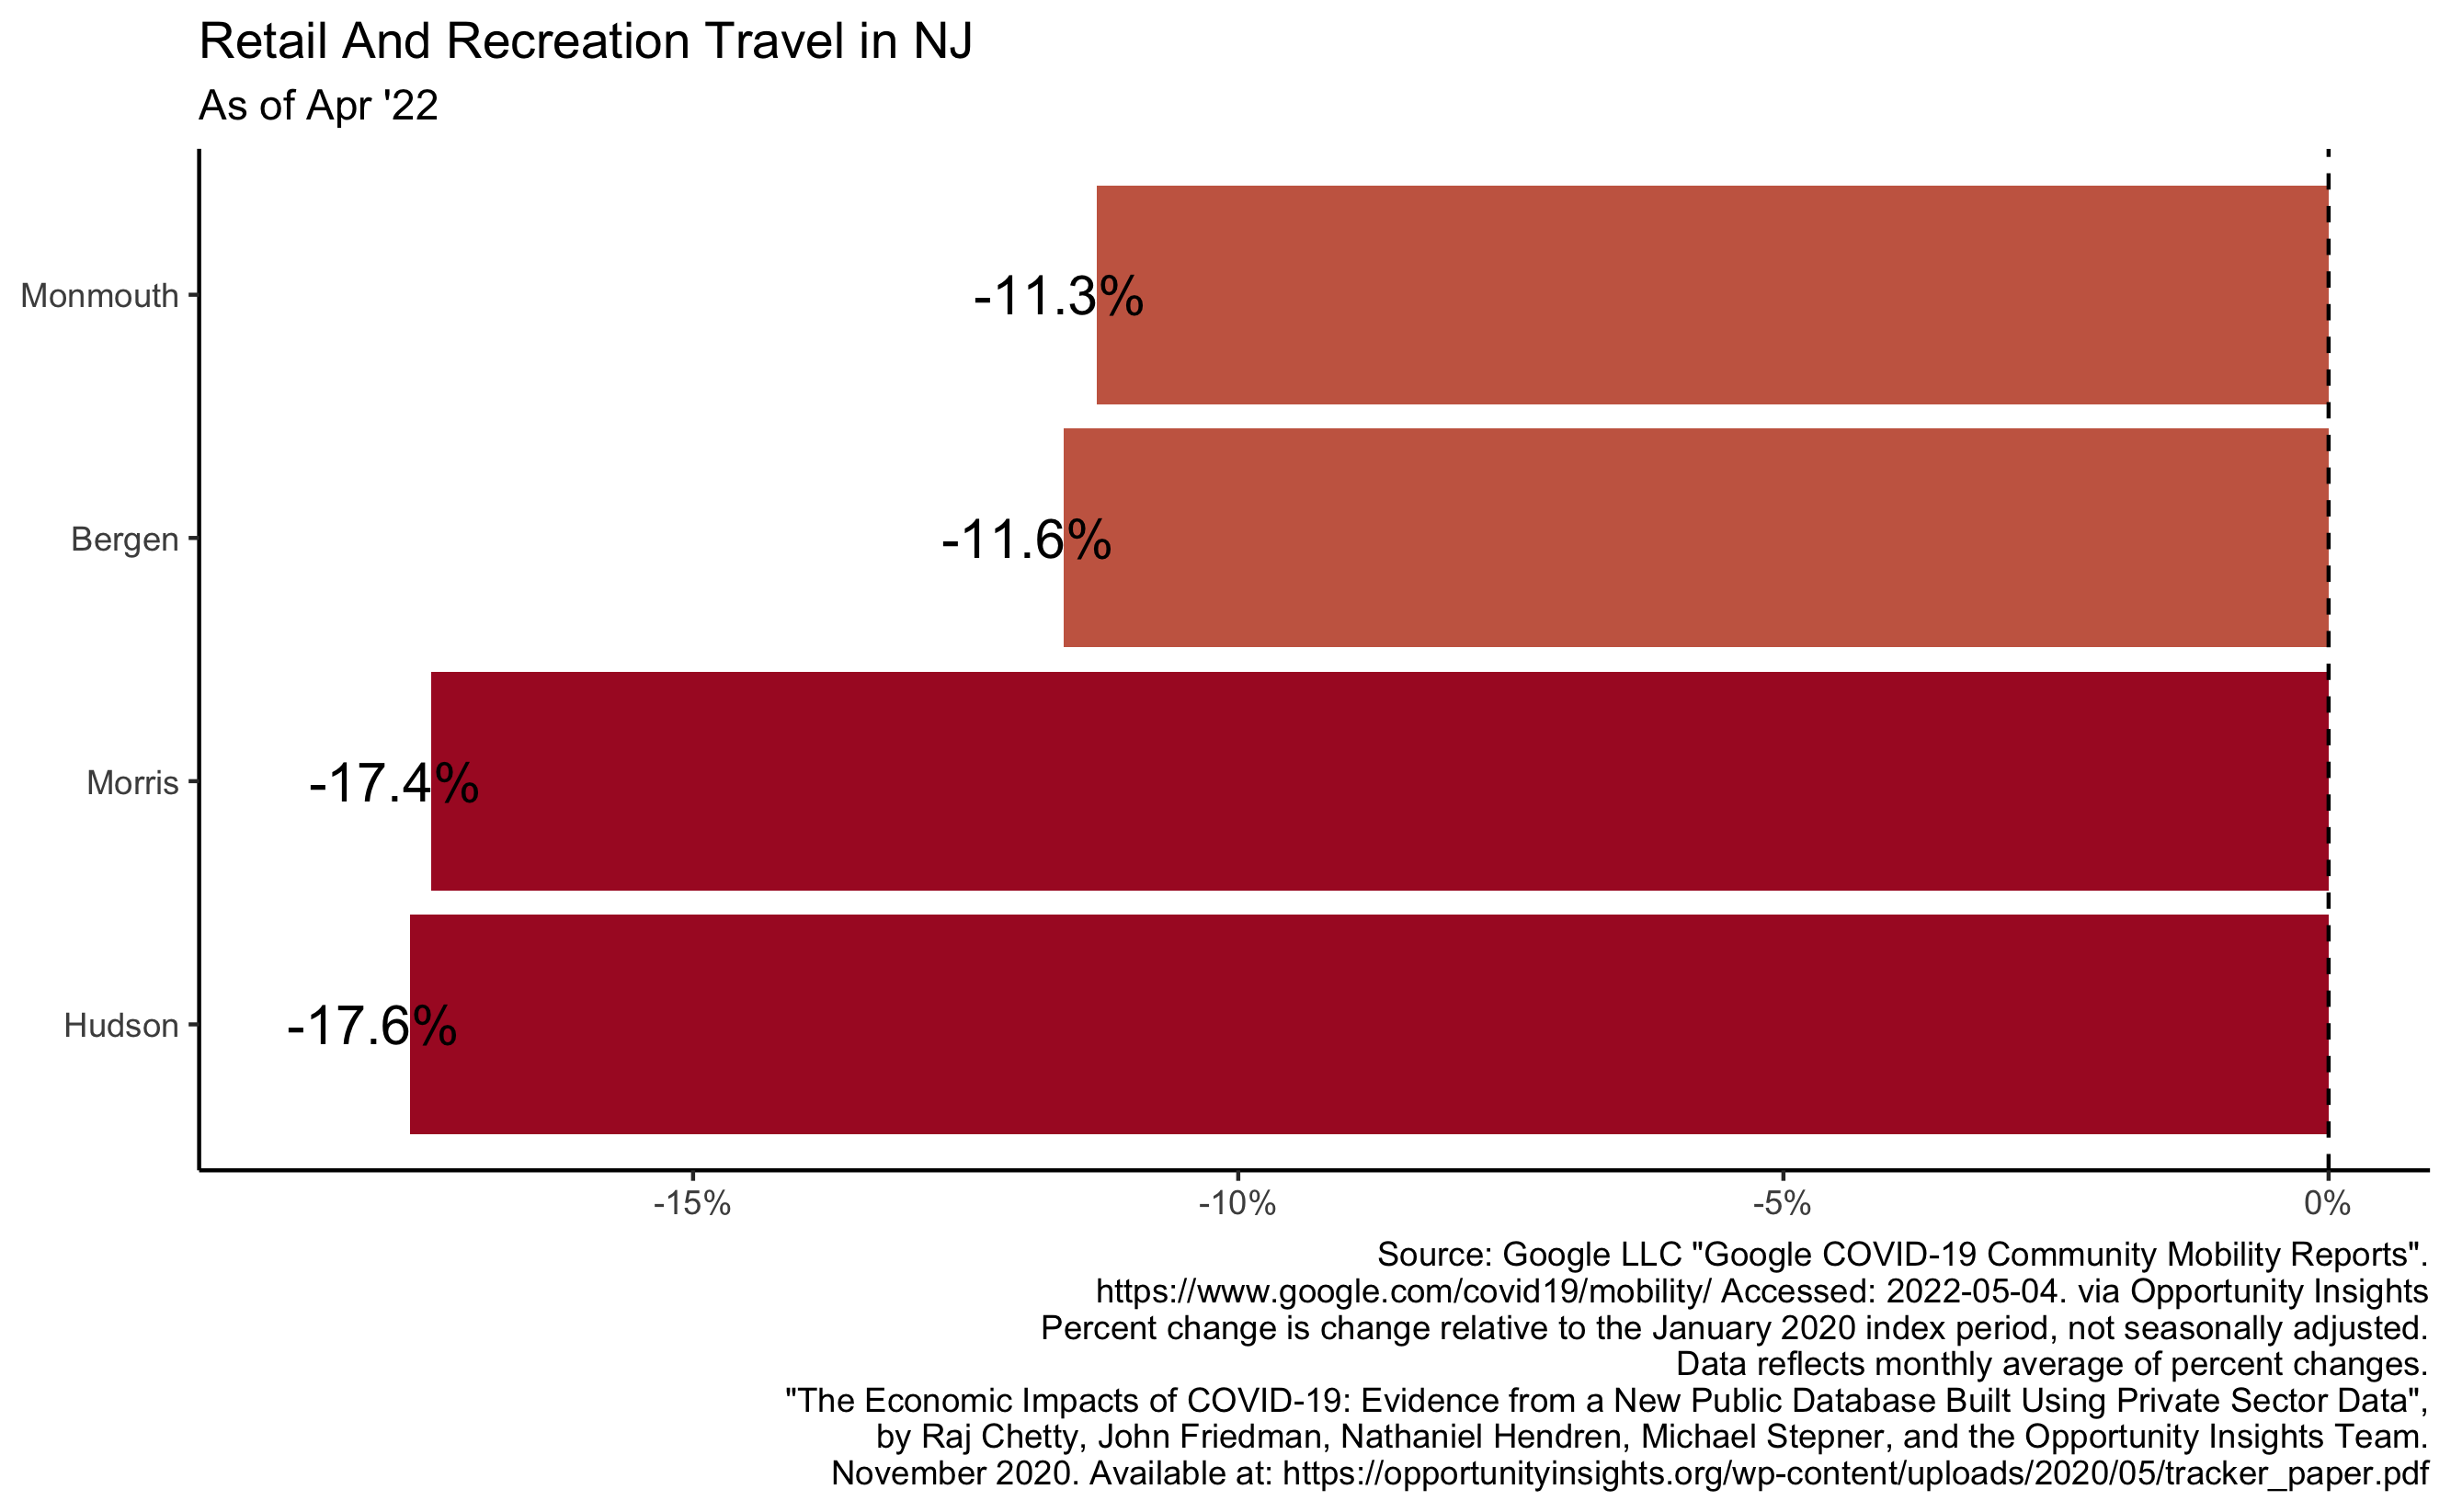 Retail And Recreation Travel in NJ
As of Apr '22
Monmouth
-11.3%
Bergen
-11.6%
Morris
-17.4%
Hudson
-17.6%
-15%
-10%
-5%
0%
Source: Google LLC "Google COVID-19 Community Mobility Reports".
https://www.google.com/covid19/mobility/ Accessed: 2022-05-04. via Opportunity Insights
Percent change is change relative to the January 2020 index period, not seasonally adjusted.
Data reflects monthly average of percent changes.
"The Economic Impacts of COVID-19: Evidence from a New Public Database Built Using Private Sector Data",
by Raj Chetty, John Friedman, Nathaniel Hendren, Michael Stepner, and the Opportunity Insights Team.
November 2020. Available at: https://opportunityinsights.org/wp-content/uploads/2020/05/tracker_paper.pdf